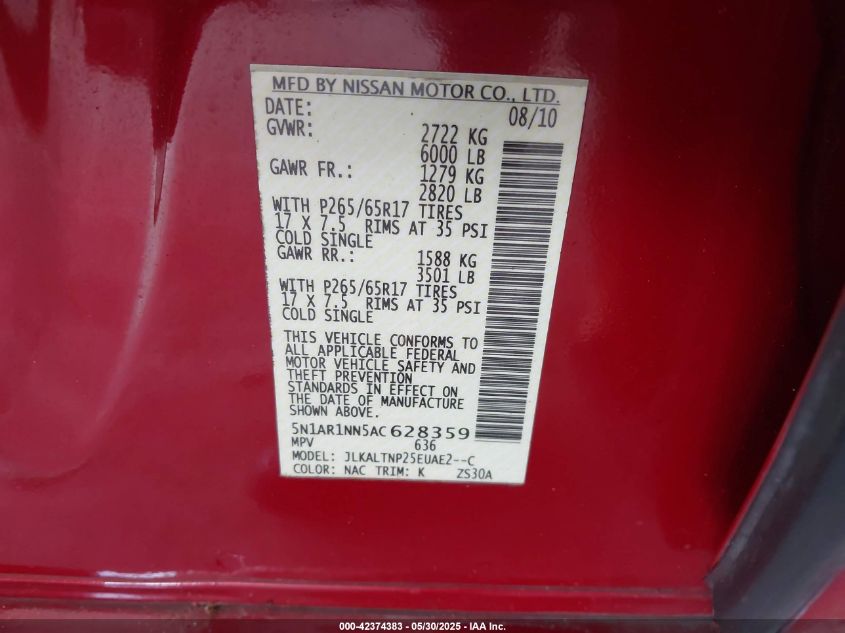 MFD BY NISSAN MOTOR CO., LTD.
DATE: 08/10
GVWR: 2722 KG
6000 LB
GAWR FR.: 1279 KG
2820 LB
WITH P265/65R17 TIRES
17 X 7.5 RIMS AT 35 PSI
COLD SINGLE
GAWR RR.: 1588 KG
3501 LB
WITH P265/65R17 TIRES
17 X 7.5 RIMS AT 35 PSI
COLD SINGLE
THIS VEHICLE CONFORMS TO
ALL APPLICABLE FEDERAL
MOTOR VEHICLE SAFETY AND
THEFT PREVENTION
STANDARDS IN EFFECT ON
THE DATE OF MANUFACTURE
SHOWN ABOVE.
5N1AR1NN5AC628359
MPV 636
MODEL: JLKALTNP25EUAE2--C
COLOR: NAC TRIM: K ZS30A
000-42374383 - 05/30/2025 - IAA Inc.